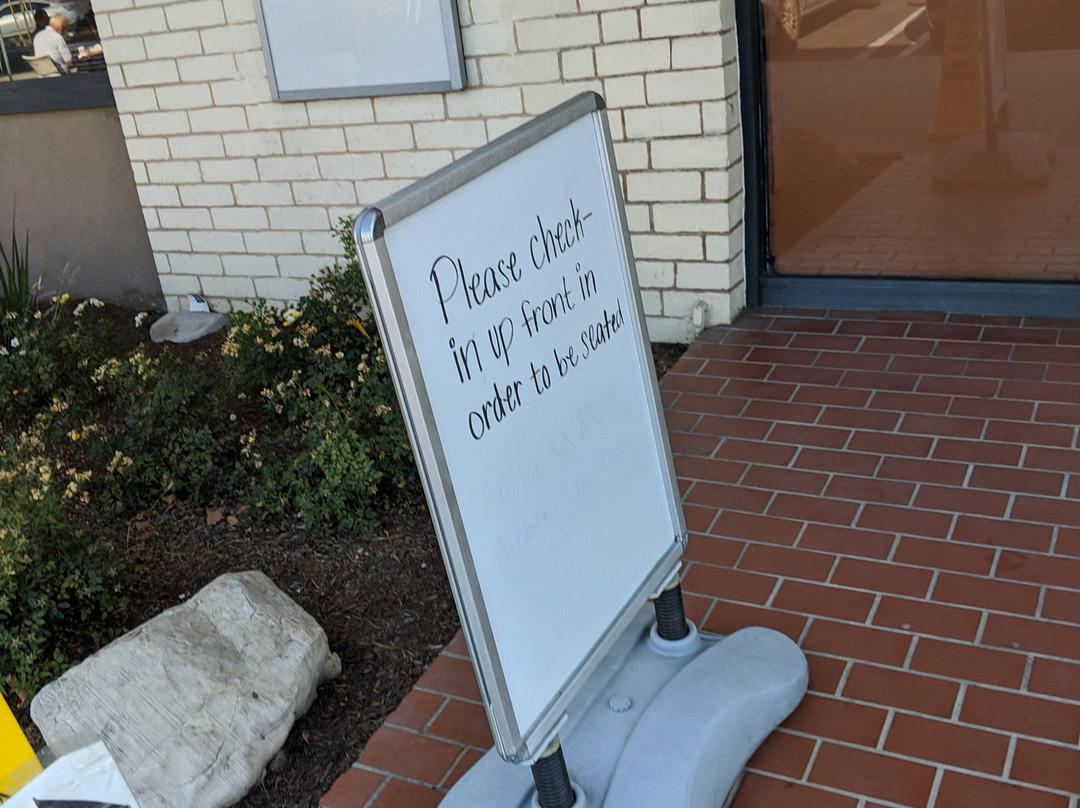 Please check-
in up front in
order to be seated